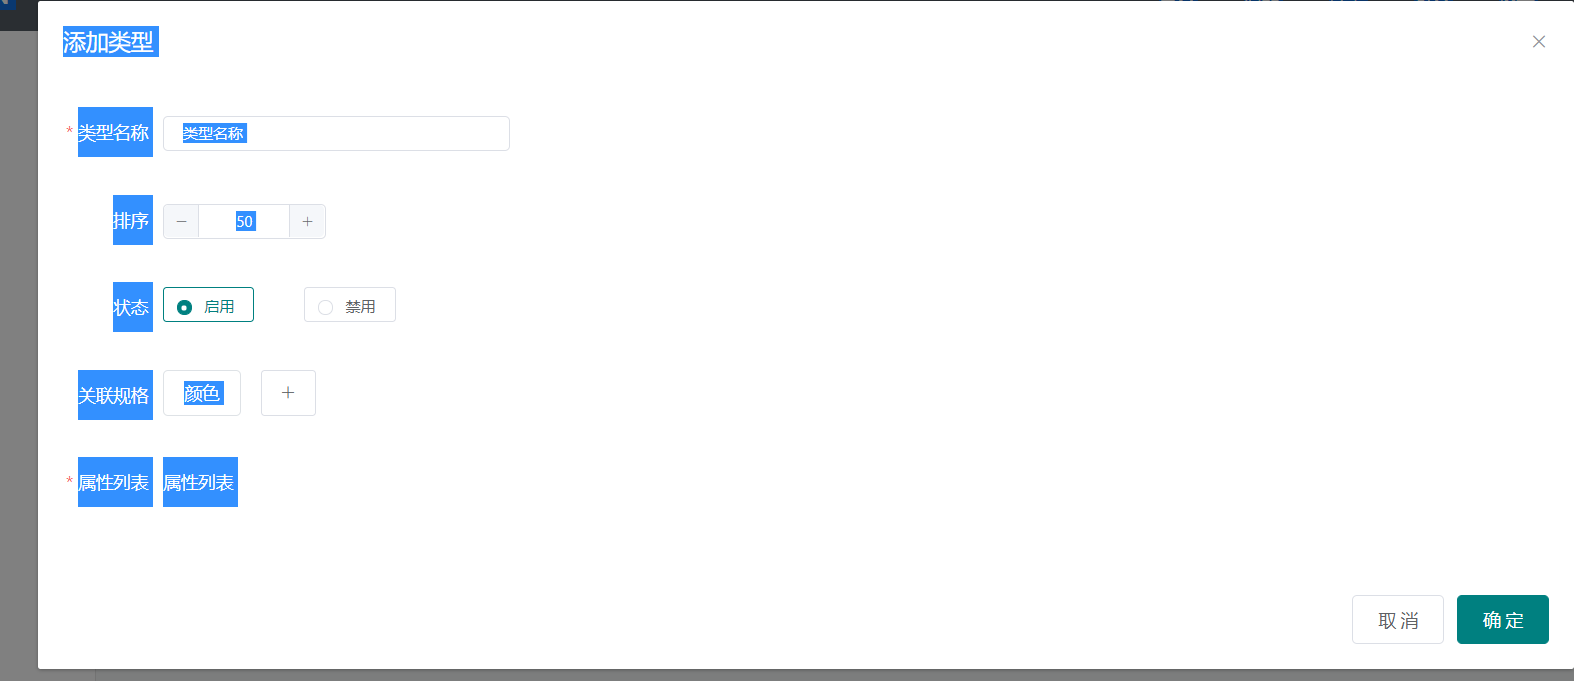 添加类型
* 类型名称 类型名称
排序 50
状态 启用 禁用
关联规格 颜色 +
* 属性列表 属性列表
取消 确定